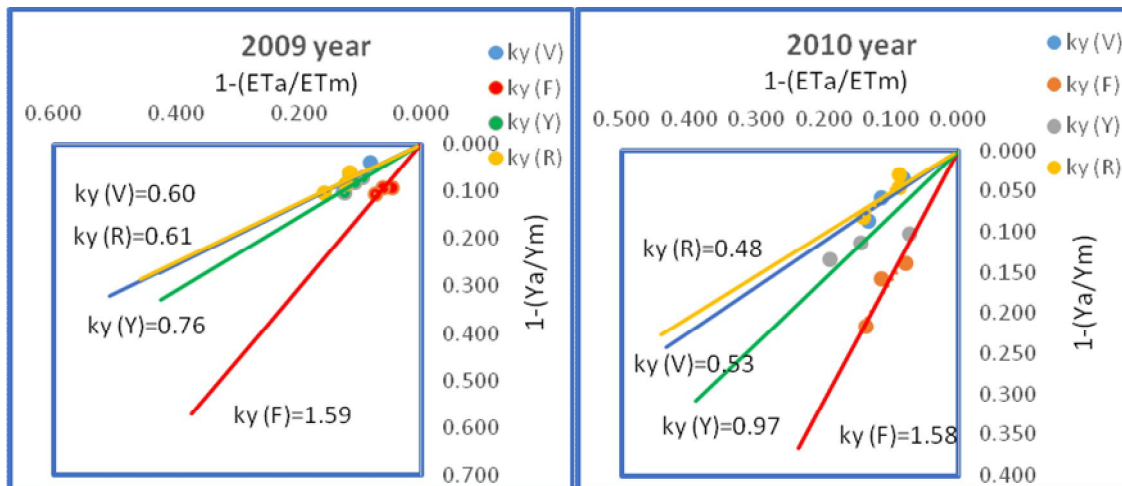 2009 year
1-(ETa/ETm)
0.600 0.400 0.200 0.000
ky (V)
ky (F)
ky (Y)
ky (R)
0.000
0.100
0.200
0.300
0.400
0.500
0.600
0.700
1-(Ya/Ym)
ky (V)=0.60
ky (R)=0.61
ky (Y)=0.76
ky (F)=1.59
2010 year
1-(ETa/ETm)
0.500 0.400 0.300 0.200 0.100 0.000
ky (V)
ky (F)
ky (Y)
ky (R)
0.000
0.050
0.100
0.150
0.200
0.250
0.300
0.350
0.400
1-(Ya/Ym)
ky (R)=0.48
ky (V)=0.53
ky (Y)=0.97
ky (F)=1.58